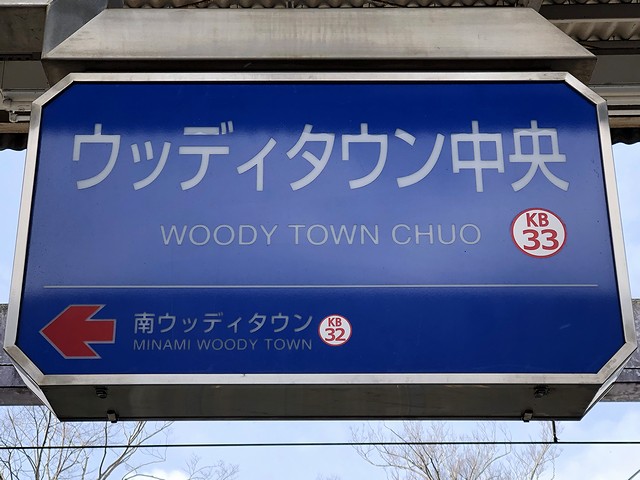 ウッディタウン中央
WOODY TOWN CHUO
KB
33
南ウッディタウン
MINAMI WOODY TOWN
KB
32